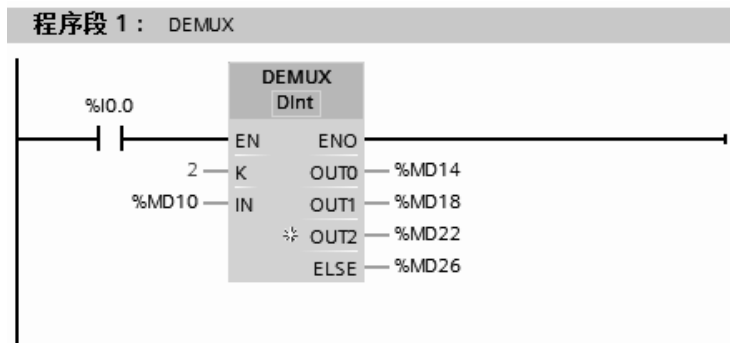 程序段 1： DEMUX
DEMUX
DInt
%I0.0
EN ENO
2 K OUT0 %MD14
%MD10 IN OUT1 %MD18
OUT2 %MD22
ELSE %MD26